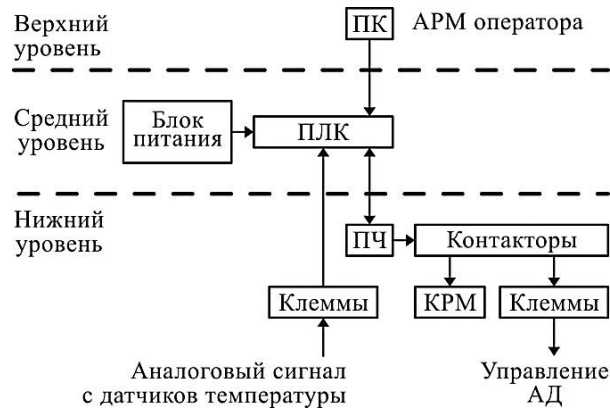 Верхний
уровень
ПК
АРМ оператора
Средний
уровень
Блок
питания
ПЛК
Нижний
уровень
ПЧ
Контакторы
Клеммы
КРМ
Клеммы
Аналоговый сигнал
с датчиков температуры
Управление
АД